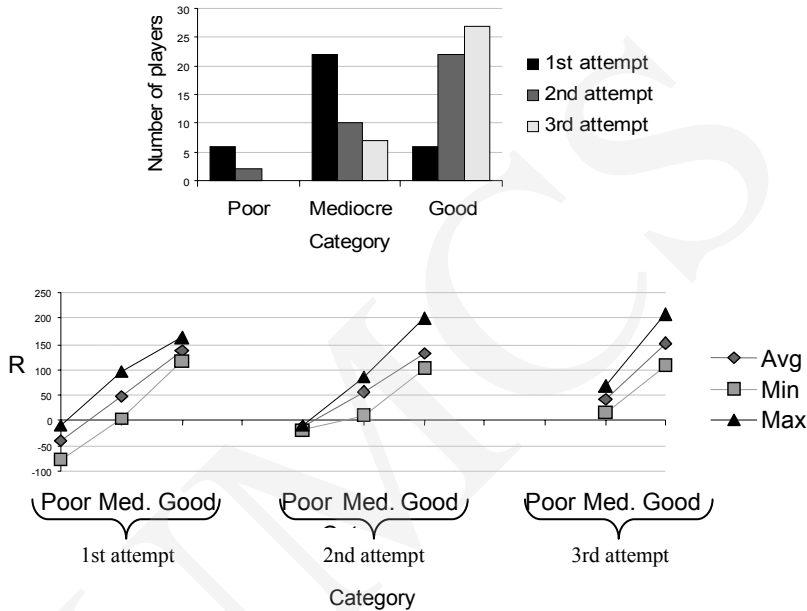 Number of players
30
25
20
15
10
5
0
Poor Mediocre Good
Category
1st attempt
2nd attempt
3rd attempt
R
250
200
150
100
50
0
-50
-100
Avg
Min
Max
Poor Med. Good Poor Med. Good Poor Med. Good
1st attempt 2nd attempt 3rd attempt
Category
UMCS